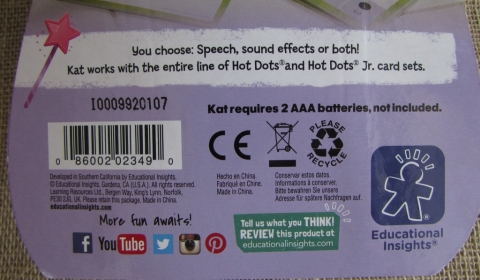 You choose: Speech, sound effects or both!
Kat works with the entire line of Hot Dots® and Hot Dots® Jr. card sets.
I0009920107
Kat requires 2 AAA batteries, not included.
0 86002 02349 0
CE
PLEASE
RECYCLE
Developed in Southern California by Educational Insights.
© Educational Insights, Gardena, CA (U.S.A.). All rights reserved.
Learning Resources Ltd., Bergen Way, King's Lynn, Norfolk,
PE30 2JG, UK. Please retain this package. Made in China.
educationalinsights.com
Hecho en China.
Fabriqué en Chine.
Made in China.
Conservar estos datos.
Informations à conserver.
Bitte bewahren Sie unsere
Adresse für spätere Nachfragen auf.
More fun awaits!
f YouTube
Tell us what you THINK!
REVIEW this product at
educationalinsights.com
Educational
Insights®